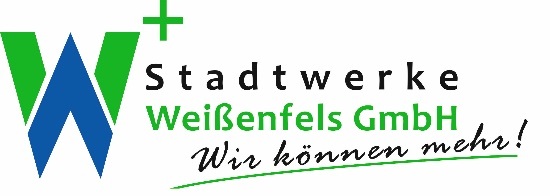 W+
Stadtwerke
Weißenfels GmbH
Wir können mehr!